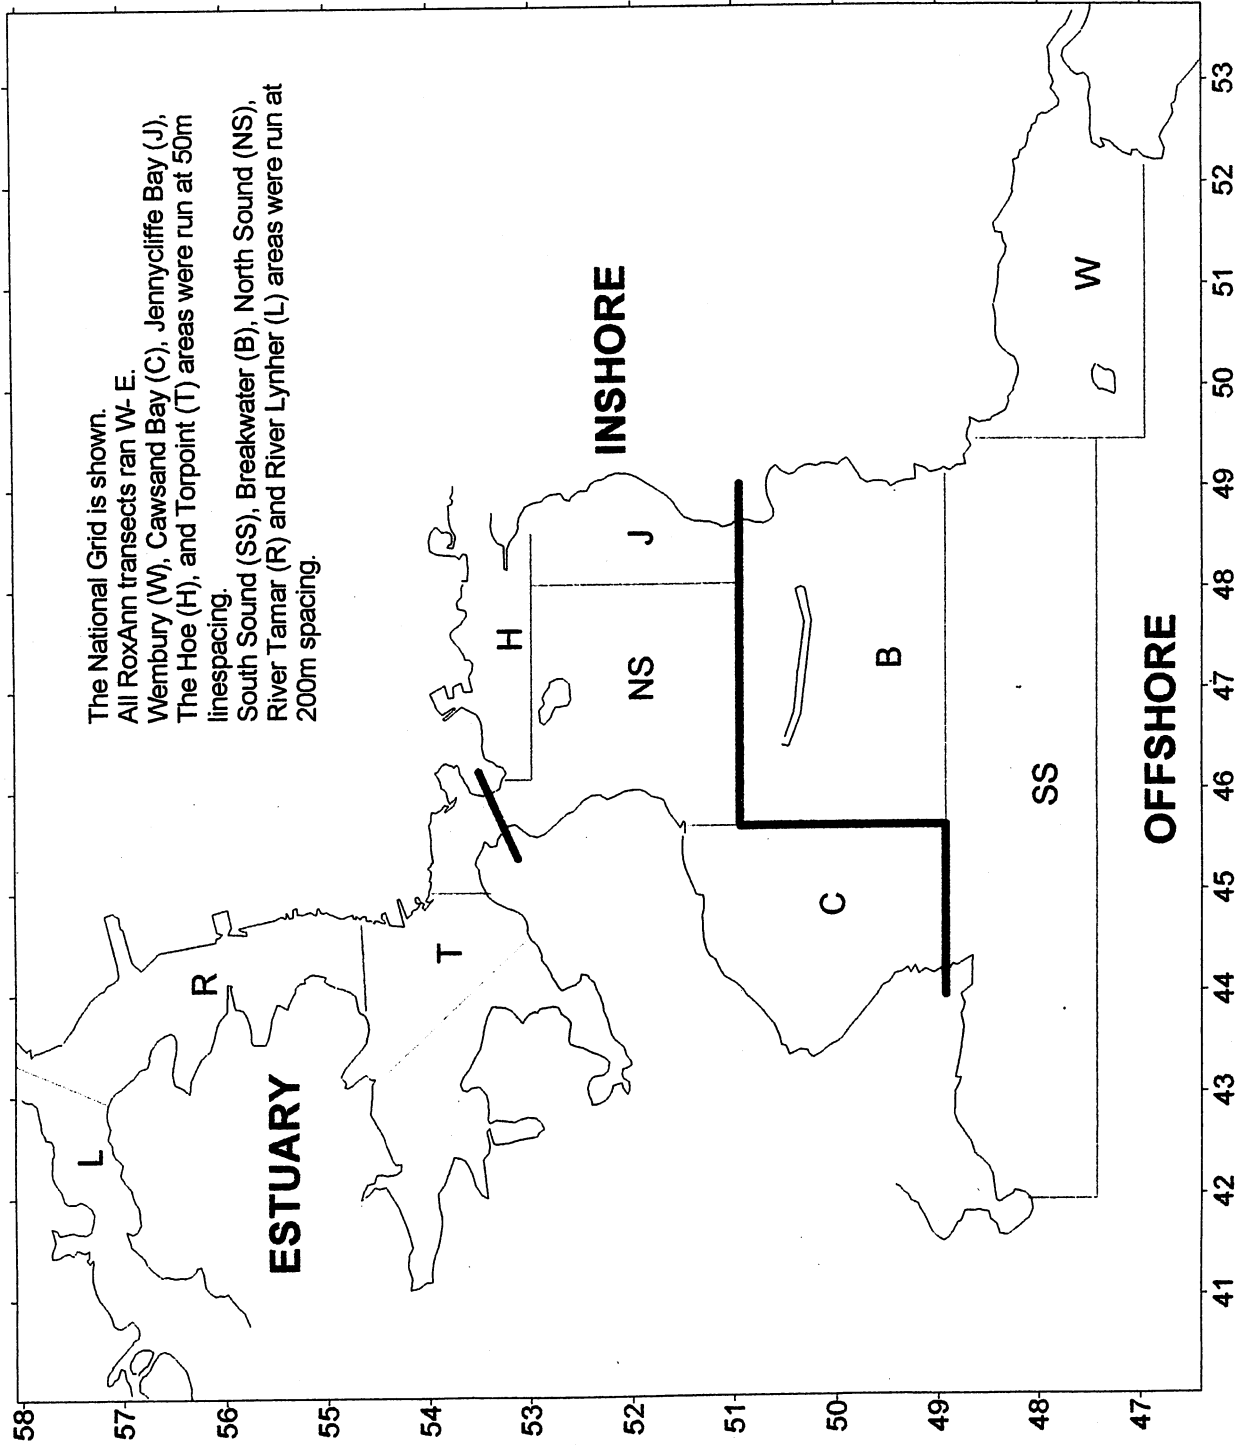 The National Grid is shown.
All RoxAnn transects ran W- E.
Wembury (W), Cawsand Bay (C), Jennycliffe Bay (J),
The Hoe (H), and Torpoint (T) areas were run at 50m
linespacing.
South Sound (SS), Breakwater (B), North Sound (NS),
River Tamar (R) and River Lynher (L) areas were run at
200m spacing.
58
57
56
55
54
53
52
51
50
49
48
47
L
R
T
H
ESTUARY
INSHORE
NS
J
C
B
W
SS
OFFSHORE
41
42
43
44
45
46
47
48
49
50
51
52
53